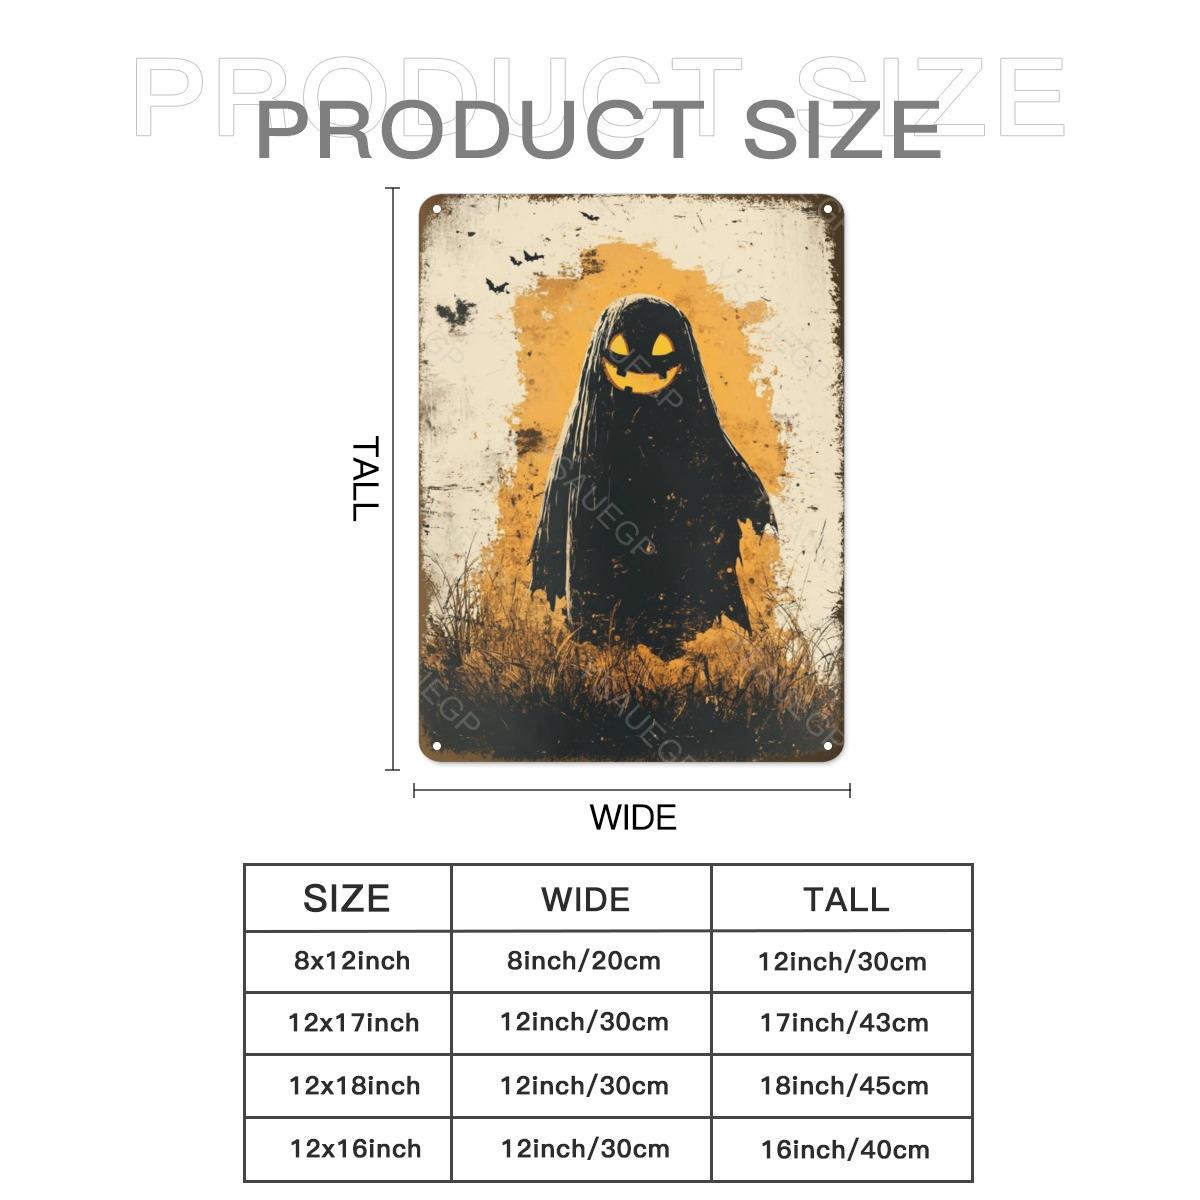 PRODUCT SIZE
PRODUCT SIZE
TALL
SAUEGP
WIDE
SIZE WIDE TALL
8x12inch 8inch/20cm 12inch/30cm
12x17inch 12inch/30cm 17inch/43cm
12x18inch 12inch/30cm 18inch/45cm
12x16inch 12inch/30cm 16inch/40cm